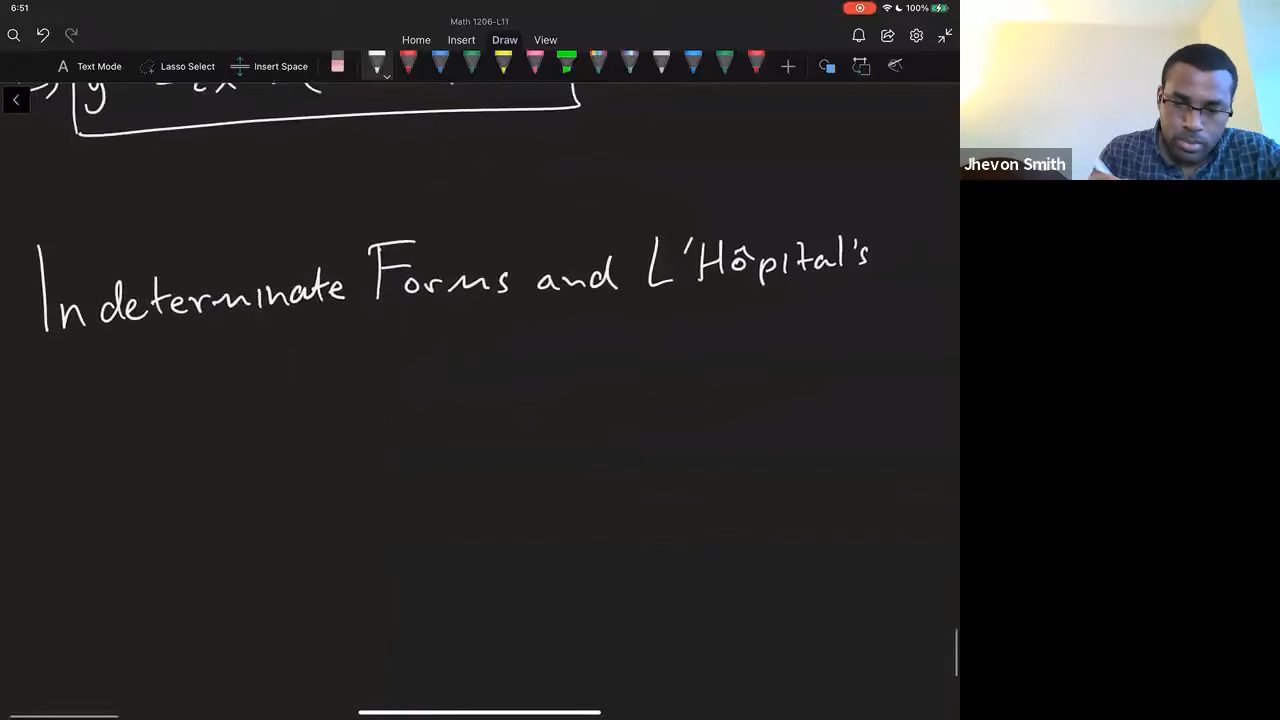 6:51
100%
Math 1206-L11
Home Insert Draw View
Text Mode Lasso Select Insert Space
Indeterminate Forms and L'Hôpital's
Jhevon Smith